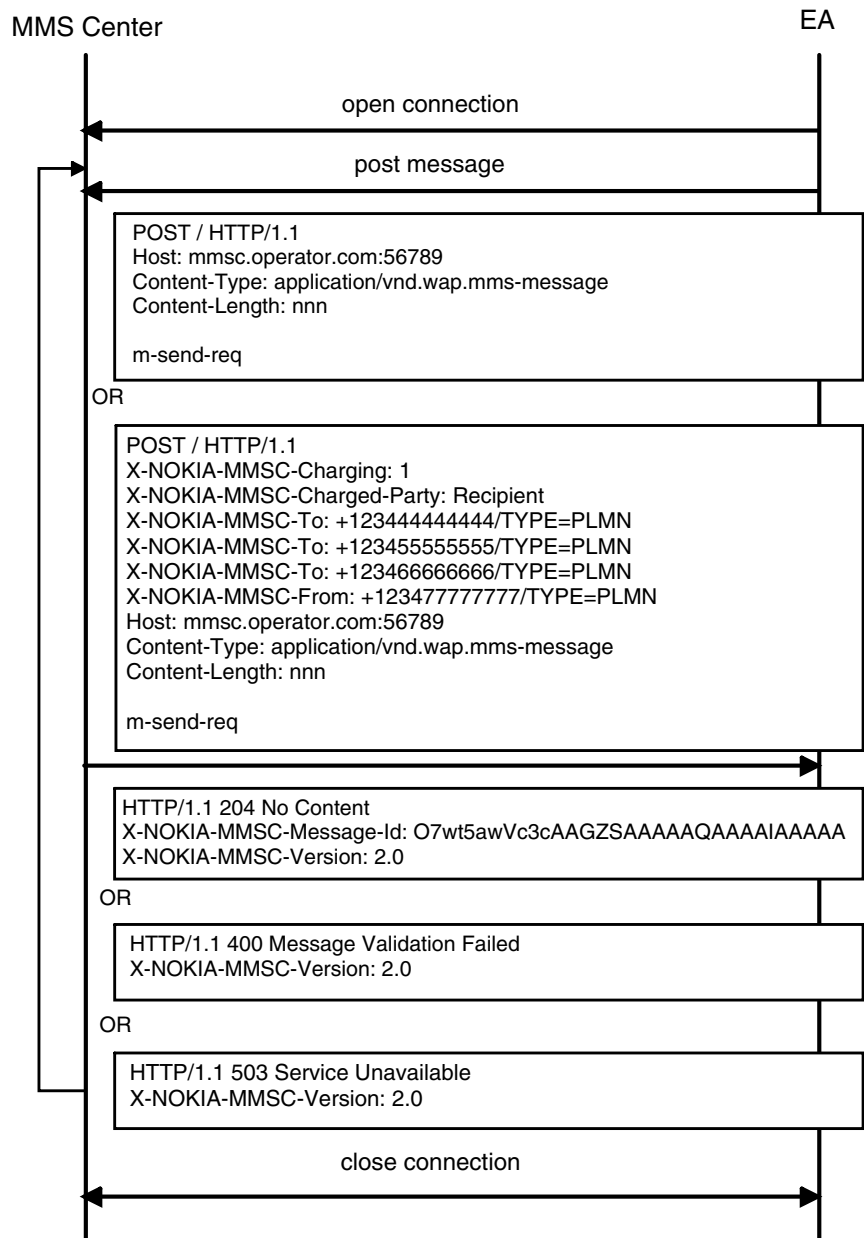 MMS Center
EA
open connection
post message
POST / HTTP/1.1
Host: mmsc.operator.com:56789
Content-Type: application/vnd.wap.mms-message
Content-Length: nnn
m-send-req
OR
POST / HTTP/1.1
X-NOKIA-MMSC-Charging: 1
X-NOKIA-MMSC-Charged-Party: Recipient
X-NOKIA-MMSC-To: +123444444444/TYPE=PLMN
X-NOKIA-MMSC-To: +123455555555/TYPE=PLMN
X-NOKIA-MMSC-To: +123466666666/TYPE=PLMN
X-NOKIA-MMSC-From: +123477777777/TYPE=PLMN
Host: mmsc.operator.com:56789
Content-Type: application/vnd.wap.mms-message
Content-Length: nnn
m-send-req
HTTP/1.1 204 No Content
X-NOKIA-MMSC-Message-Id: O7wt5awVc3cAAGZSAAAAAQAAAAIAAAAA
X-NOKIA-MMSC-Version: 2.0
OR
HTTP/1.1 400 Message Validation Failed
X-NOKIA-MMSC-Version: 2.0
OR
HTTP/1.1 503 Service Unavailable
X-NOKIA-MMSC-Version: 2.0
close connection